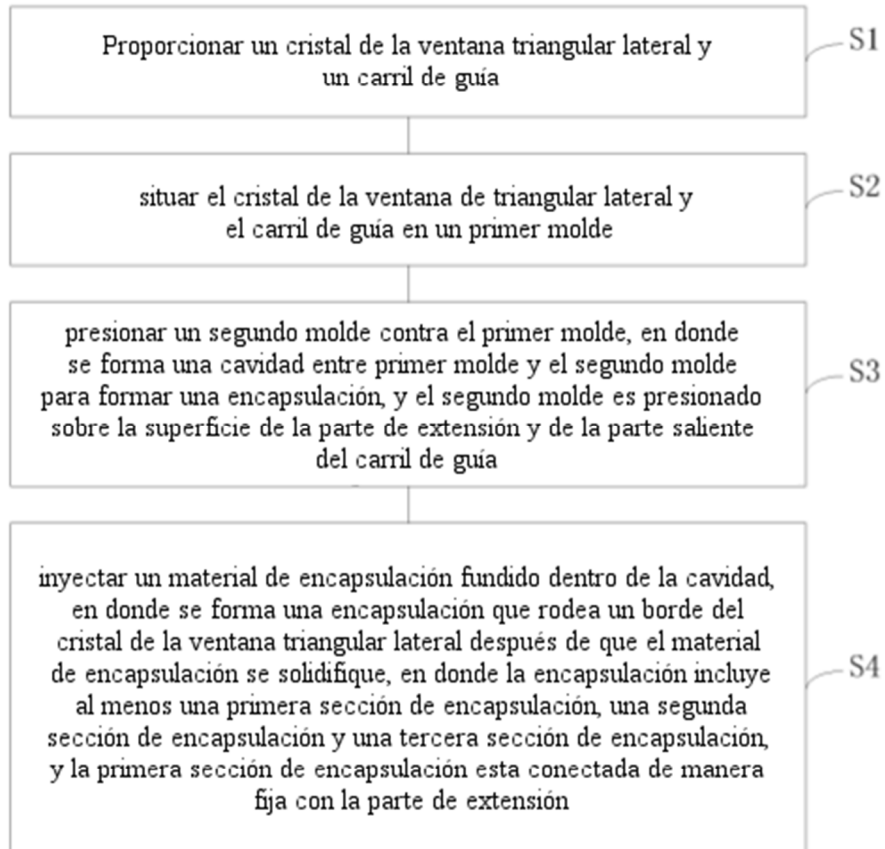 Proporcionar un cristal de la ventana triangular lateral y
un carril de guía
S1
situar el cristal de la ventana de triangular lateral y
el carril de guía en un primer molde
S2
presionar un segundo molde contra el primer molde, en donde
se forma una cavidad entre primer molde y el segundo molde
para formar una encapsulación, y el segundo molde es presionado
sobre la superficie de la parte de extensión y de la parte saliente
del carril de guía
S3
inyectar un material de encapsulación fundido dentro de la cavidad,
en donde se forma una encapsulación que rodea un borde del
cristal de la ventana triangular lateral después de que el material
de encapsulación se solidifique, en donde la encapsulación incluye
al menos una primera sección de encapsulación, una segunda
sección de encapsulación y una tercera sección de encapsulación,
y la primera sección de encapsulación esta conectada de manera
fija con la parte de extensión
S4